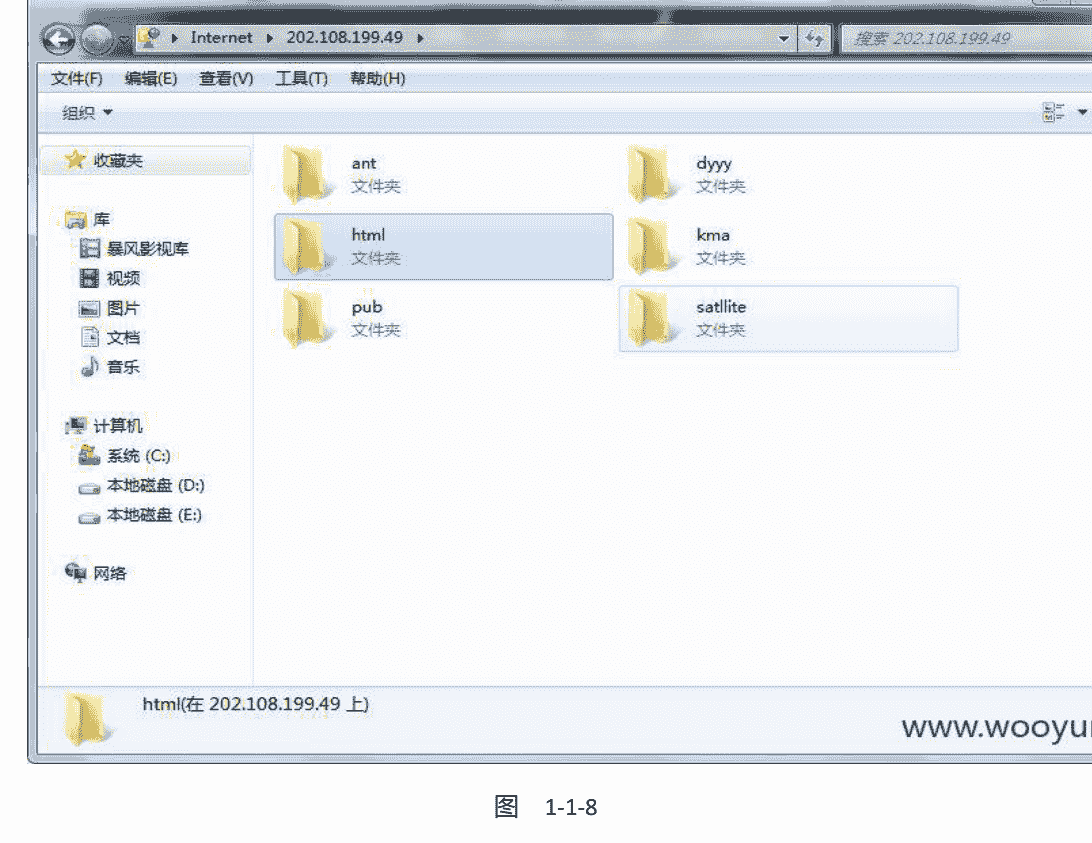 Internet 202.108.199.49
搜索 202.108.199.49
文件(F) 编辑(E) 查看(V) 工具(T) 帮助(H)
组织
收藏夹
库
暴风影视库
视频
图片
文档
音乐
计算机
系统 (C:)
本地磁盘 (D:)
本地磁盘 (E:)
网络
ant
文件夹
dyyy
文件夹
html
文件夹
kma
文件夹
pub
文件夹
satllite
文件夹
html(在 202.108.199.49 上)
www.wooyu
图 1-1-8